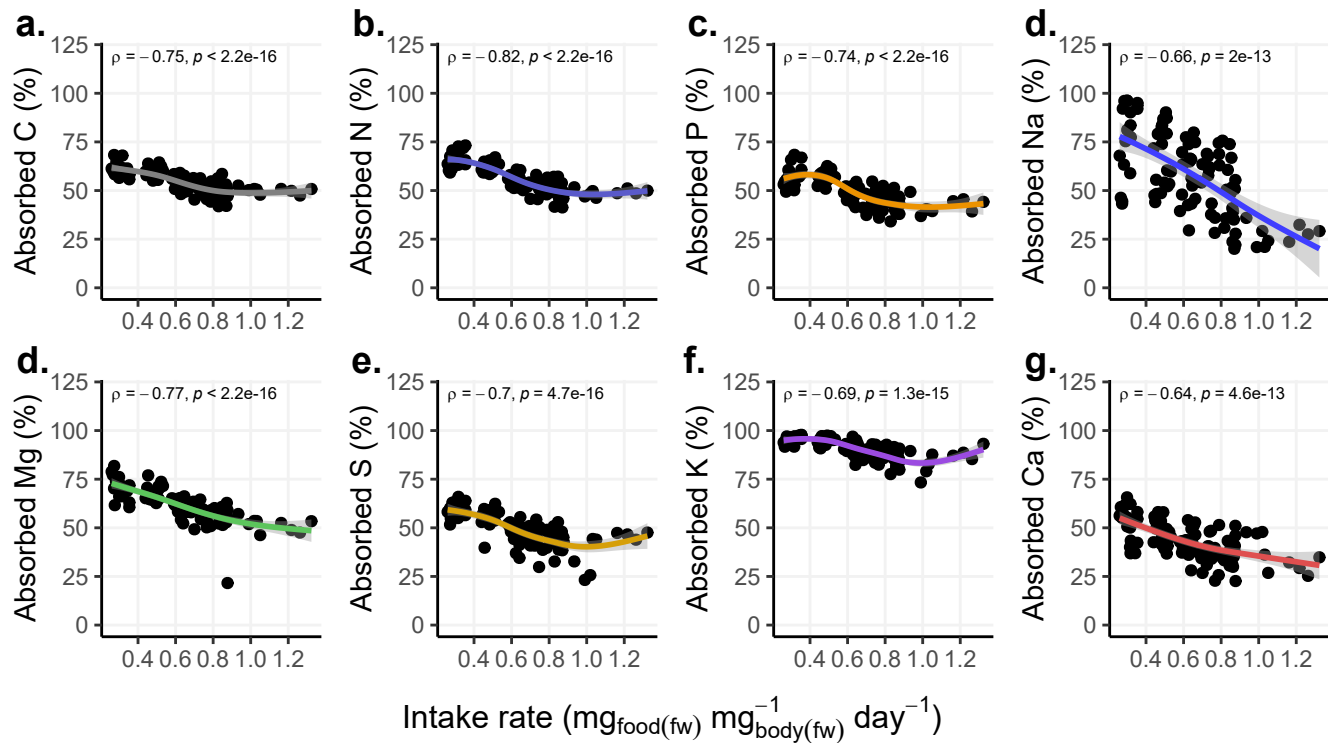 a. b. c. d.
ρ = −0.75, p < 2.2e-16
ρ = −0.82, p < 2.2e-16
ρ = −0.74, p < 2.2e-16
ρ = −0.66, p = 2e-13
Absorbed C (%)
125
100
75
50
25
0
0.4 0.6 0.8 1.0 1.2
Absorbed N (%)
125
100
75
50
25
0
0.4 0.6 0.8 1.0 1.2
Absorbed P (%)
125
100
75
50
25
0
0.4 0.6 0.8 1.0 1.2
Absorbed Na (%)
125
100
75
50
25
0
0.4 0.6 0.8 1.0 1.2
d. e. f. g.
ρ = −0.77, p < 2.2e-16
ρ = −0.7, p = 4.7e-16
ρ = −0.69, p = 1.3e-15
ρ = −0.64, p = 4.6e-13
Absorbed Mg (%)
125
100
75
50
25
0
0.4 0.6 0.8 1.0 1.2
Absorbed S (%)
125
100
75
50
25
0
0.4 0.6 0.8 1.0 1.2
Absorbed K (%)
125
100
75
50
25
0
0.4 0.6 0.8 1.0 1.2
Absorbed Ca (%)
125
100
75
50
25
0
0.4 0.6 0.8 1.0 1.2
Intake rate (mg food(fw) mg body(fw) −1 day −1)